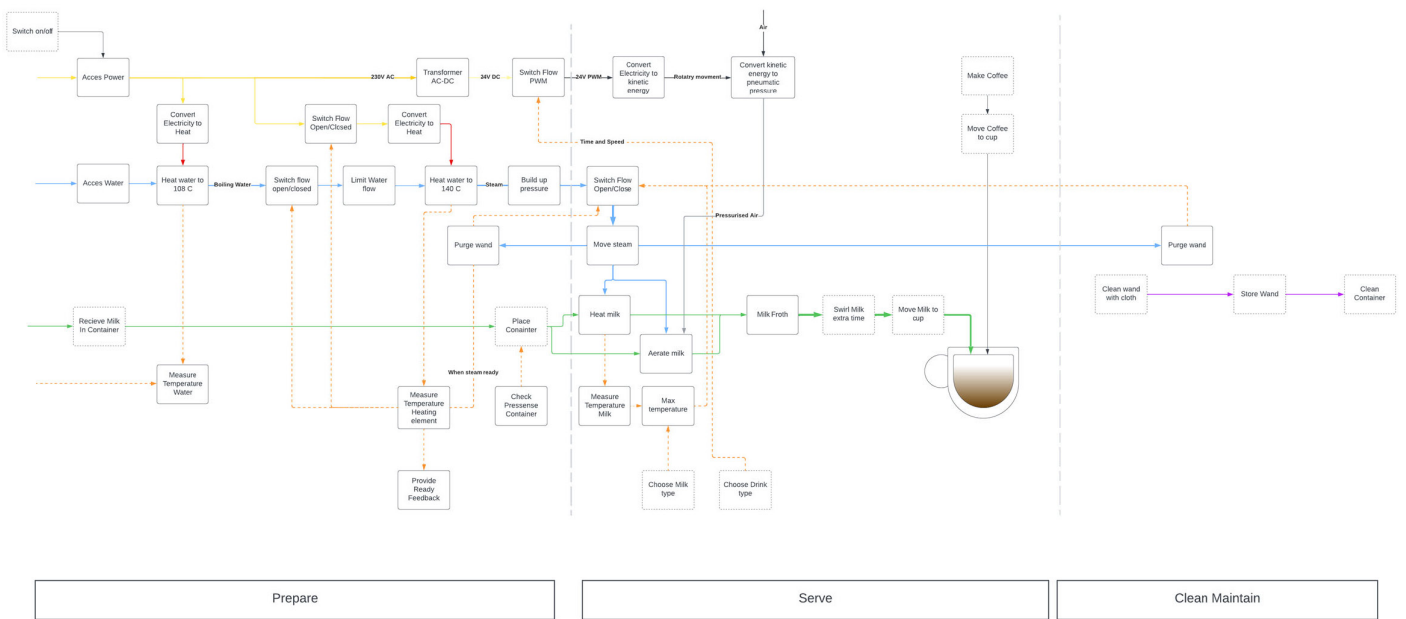 Air
Switch on/off
Acces Power
230V AC
Transformer
AC-DC
24V DC
Switch Flow
PWM
24V PWM
Convert
Electricity to
kinetic
energy
Rotatry movment
Convert kinetic
energy to
pneumatic
pressure
Make Coffee
Convert
Electricity to
Heat
Switch Flow
Open/Closed
Convert
Electricity to
Heat
Time and Speed
Move Coffee
to cup
Acces Water
Heat water to
108 C
Boiling Water
Switch flow
open/closed
Limit Water
flow
Heat water to
140 C
Steam
Build up
pressure
Switch Flow
Open/Close
Pressurised Air
Purge wand
Move steam
Purge wand
Clean wand
with cloth
Store Wand
Clean
Container
Recieve Milk
In Container
Place
Conainter
Heat milk
Milk Froth
Swirl Milk
extra time
Move Milk to
cup
Aerate milk
When steam ready
Measure
Temperature
Water
Measure
Temperature
Heating
element
Check
Pressense
Container
Measure
Temperature
Milk
Max
temperature
Provide
Ready
Feedback
Choose Milk
type
Choose Drink
type
Prepare
Serve
Clean Maintain